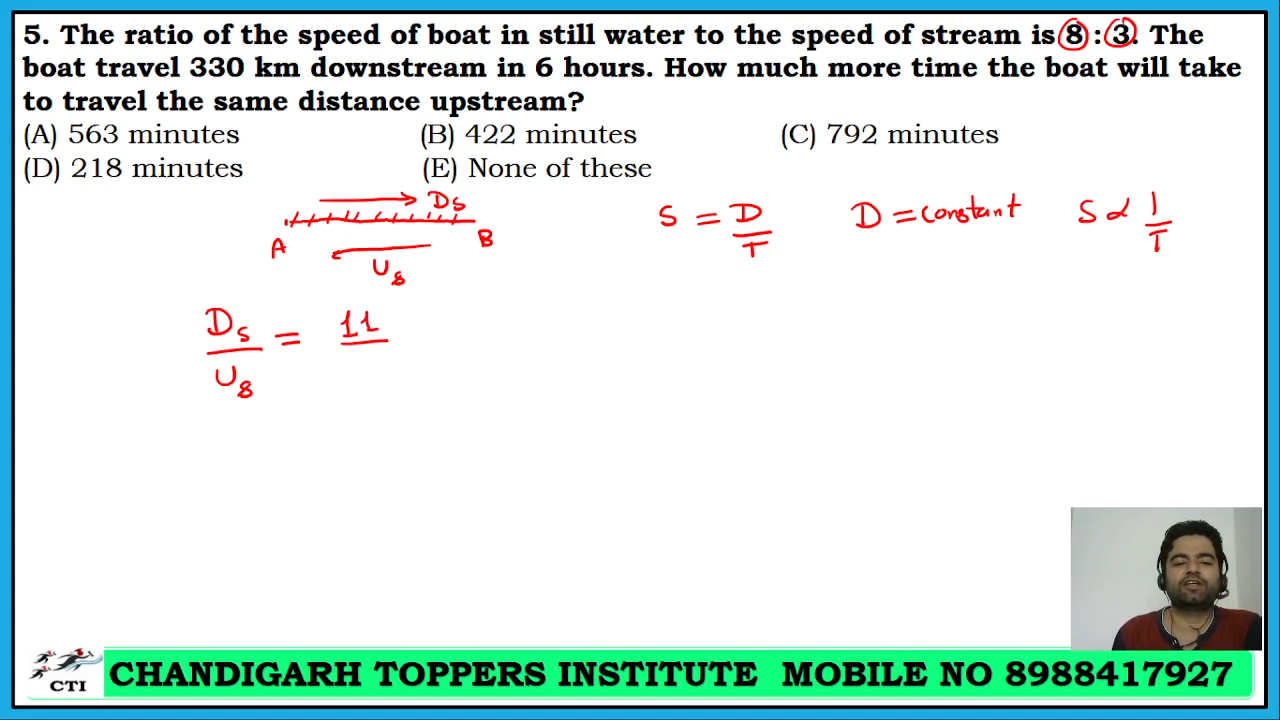 5. The ratio of the speed of boat in still water to the speed of stream is 8 : 3. The
boat travel 330 km downstream in 6 hours. How much more time the boat will take
to travel the same distance upstream?
(A) 563 minutes (B) 422 minutes (C) 792 minutes
(D) 218 minutes (E) None of these
DS
A B
US
S = D/T D = constant S ∝ 1/T
DS/US = 11
CTI
CHANDIGARH TOPPERS INSTITUTE MOBILE NO 8988417927